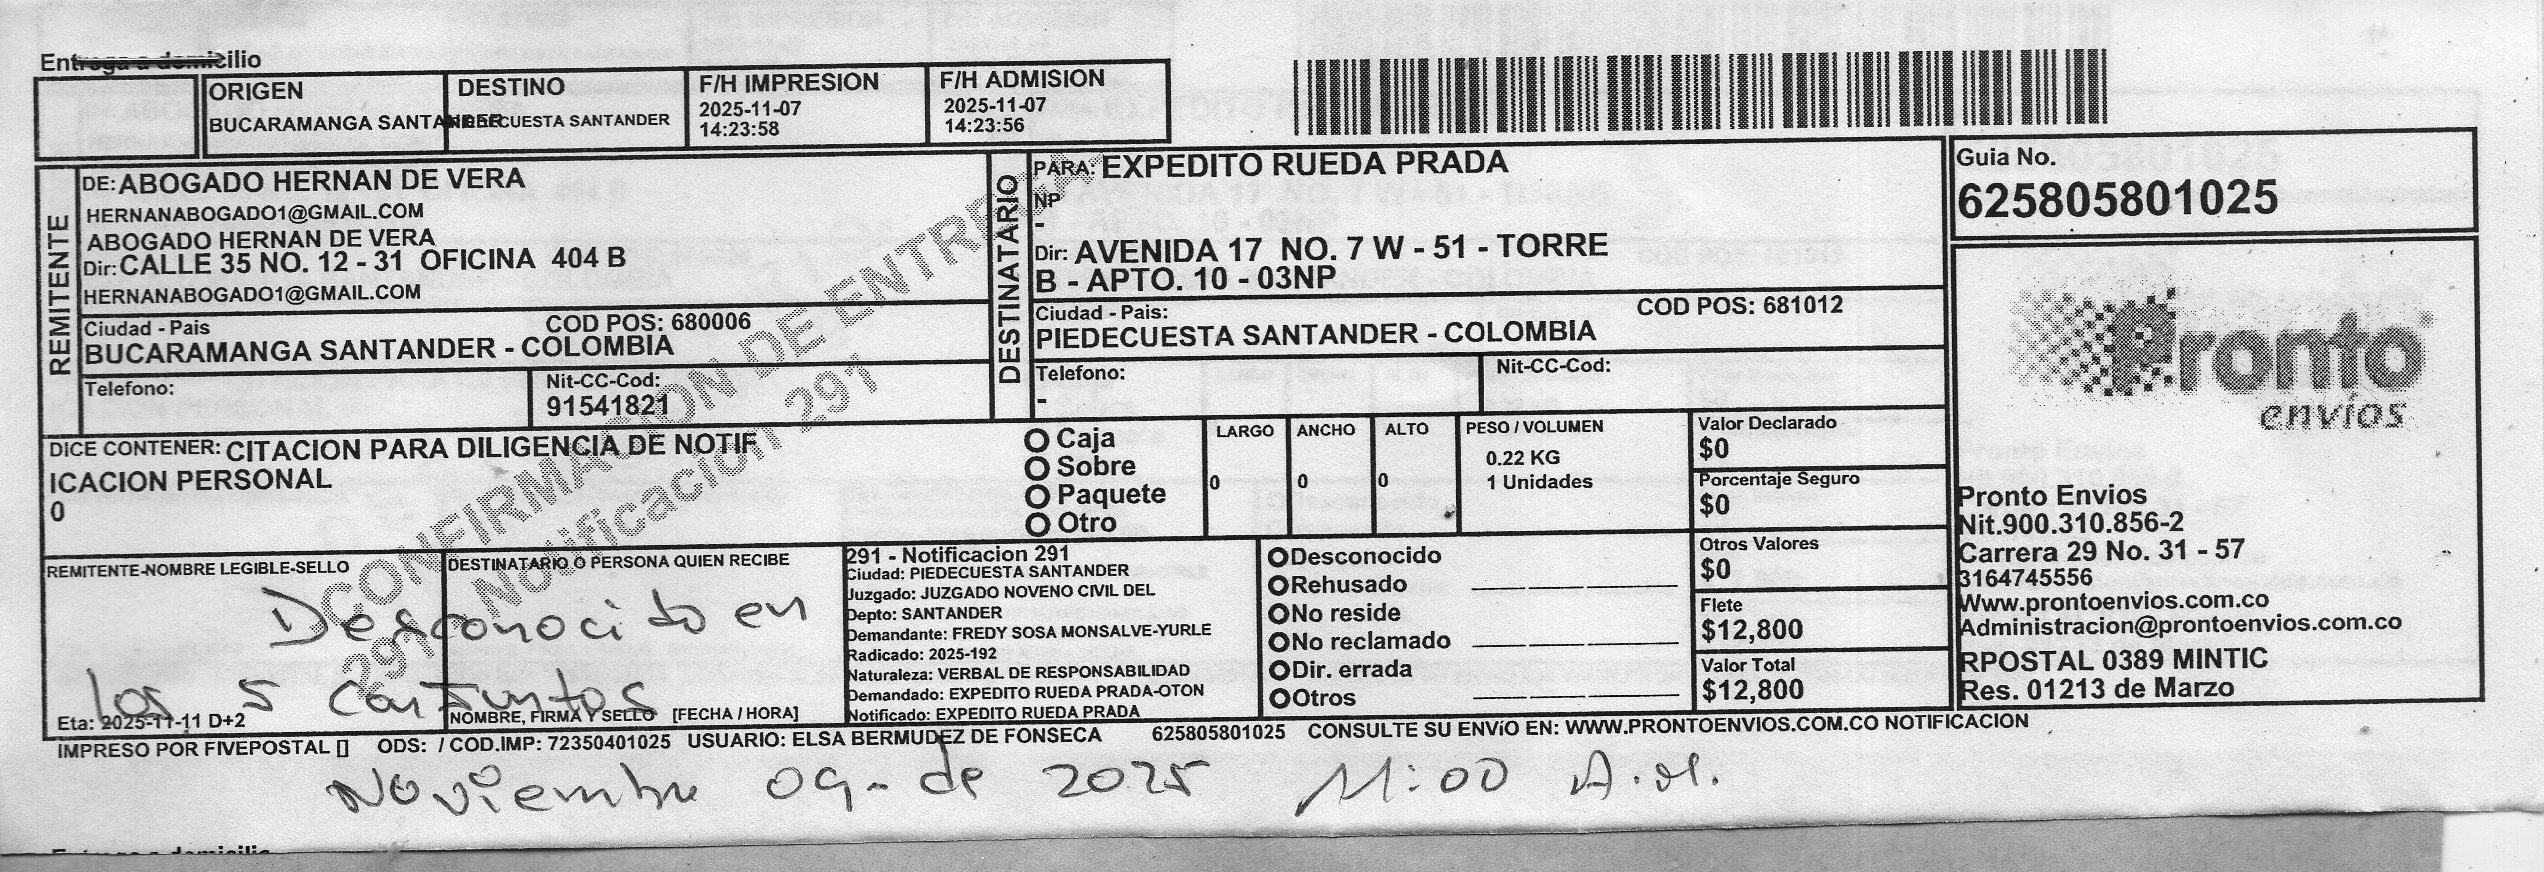 Entrega a domicilio
ORIGEN
BUCARAMANGA SANTANDER
DESTINO
PIEDECUESTA SANTANDER
F/H IMPRESION
2025-11-07
14:23:58
F/H ADMISION
2025-11-07
14:23:56
REMITENTE
DE: ABOGADO HERNAN DE VERA
HERNANABOGADO1@GMAIL.COM
ABOGADO HERNAN DE VERA
Dir: CALLE 35 NO. 12 - 31 OFICINA 404 B
HERNANABOGADO1@GMAIL.COM
Ciudad - Pais COD POS: 680006
BUCARAMANGA SANTANDER - COLOMBIA
Telefono:
Nit-CC-Cod:
91541821
DESTINATARIO
PARA: EXPEDITO RUEDA PRADA
NP
-
Dir: AVENIDA 17 NO. 7 W - 51 - TORRE
B - APTO. 10 - 03NP
Ciudad - Pais: COD POS: 681012
PIEDECUESTA SANTANDER - COLOMBIA
Telefono:
-
Nit-CC-Cod:
Guia No.
625805801025
Pronto
envíos
Pronto Envios
Nit.900.310.856-2
Carrera 29 No. 31 - 57
3164745556
Www.prontoenvios.com.co
Administracion@prontoenvios.com.co
RPOSTAL 0389 MINTIC
Res. 01213 de Marzo
DICE CONTENER: CITACION PARA DILIGENCIA DE NOTIF
ICACION PERSONAL
0
Caja
Sobre
Paquete
Otro
LARGO
0
ANCHO
0
ALTO
0
PESO / VOLUMEN
0.22 KG
1 Unidades
Valor Declarado
$0
Porcentaje Seguro
$0
Otros Valores
$0
Flete
$12,800
Valor Total
$12,800
CONFIRMACION DE ENTREGA
291 Notificacion 291
REMITENTE-NOMBRE LEGIBLE-SELLO
DESTINATARIO O PERSONA QUIEN RECIBE
Desconocido en
los 5 Conjuntos
Eta: 2025-11-11 D+2
NOMBRE, FIRMA Y SELLO [FECHA / HORA]
291 - Notificacion 291
Ciudad: PIEDECUESTA SANTANDER
Juzgado: JUZGADO NOVENO CIVIL DEL
Depto: SANTANDER
Demandante: FREDY SOSA MONSALVE-YURLE
Radicado: 2025-192
Naturaleza: VERBAL DE RESPONSABILIDAD
Demandado: EXPEDITO RUEDA PRADA-OTON
Notificado: EXPEDITO RUEDA PRADA
Desconocido
Rehusado
No reside
No reclamado
Dir. errada
Otros
IMPRESO POR FIVEPOSTAL [] ODS: / COD.IMP: 72350401025 USUARIO: ELSA BERMUDEZ DE FONSECA 625805801025 CONSULTE SU ENVíO EN: WWW.PRONTOENVIOS.COM.CO NOTIFICACION
Noviembre 09 - de 2025 11:00 A.M.
Entrega a domicilio